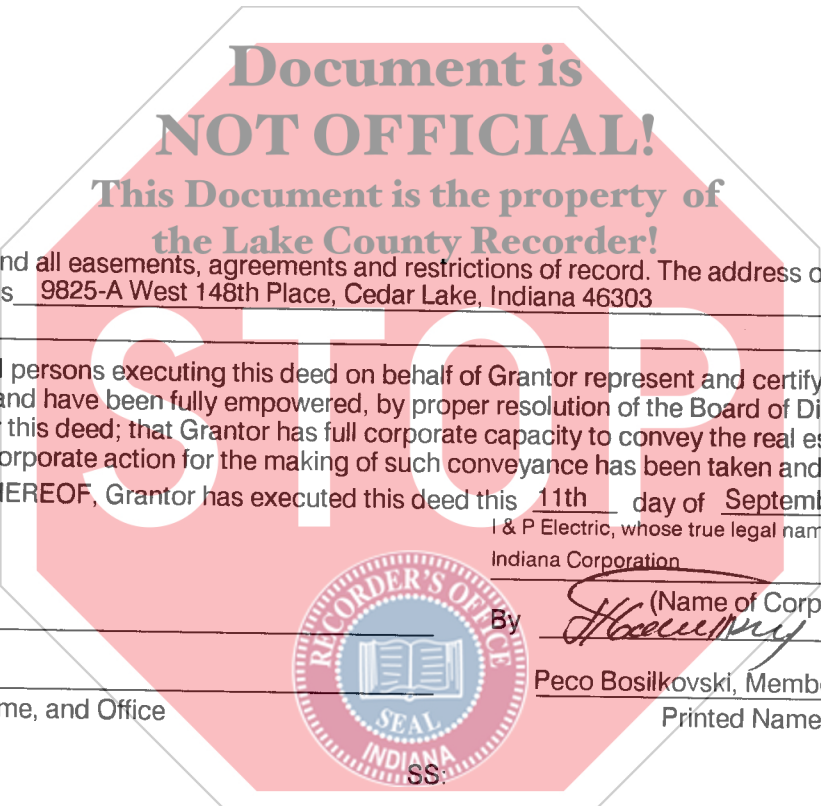 Document is
NOT OFFICIAL!
This Document is the property of
the Lake County Recorder!
nd all easements, agreements and restrictions of record. The address o
s 9825-A West 148th Place, Cedar Lake, Indiana 46303
STOP
persons executing this deed on behalf of Grantor represent and certify
and have been fully empowered, by proper resolution of the Board of Di
this deed; that Grantor has full corporate capacity to convey the real es
orporate action for the making of such conveyance has been taken and
HEREOF, Grantor has executed this deed this 11th day of Septemb
I & P Electric, whose true legal nam
Indiana Corporation
(Name of Corp
By
Peco Bosilkovski, Membe
me, and Office
Printed Name
RECORDER'S OFFICE
SEAL
INDIANA
SS: